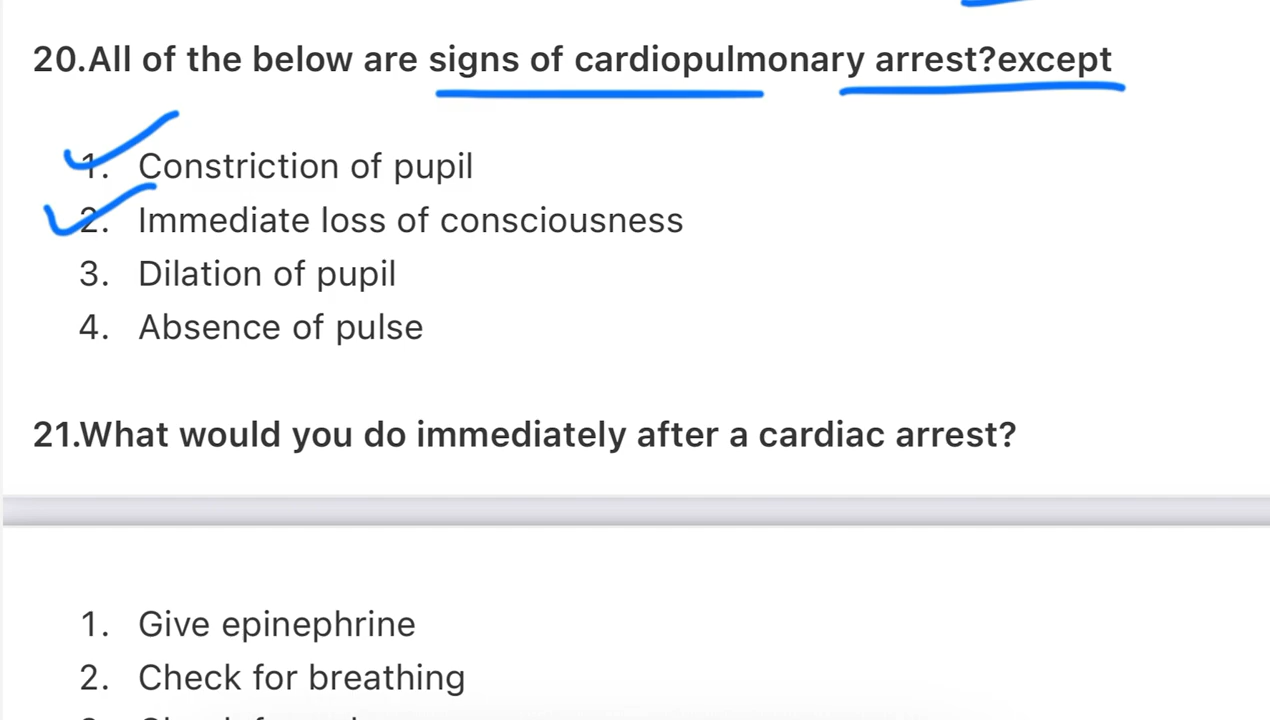 20.All of the below are signs of cardiopulmonary arrest?except
1. Constriction of pupil
2. Immediate loss of consciousness
3. Dilation of pupil
4. Absence of pulse
21.What would you do immediately after a cardiac arrest?
1. Give epinephrine
2. Check for breathing